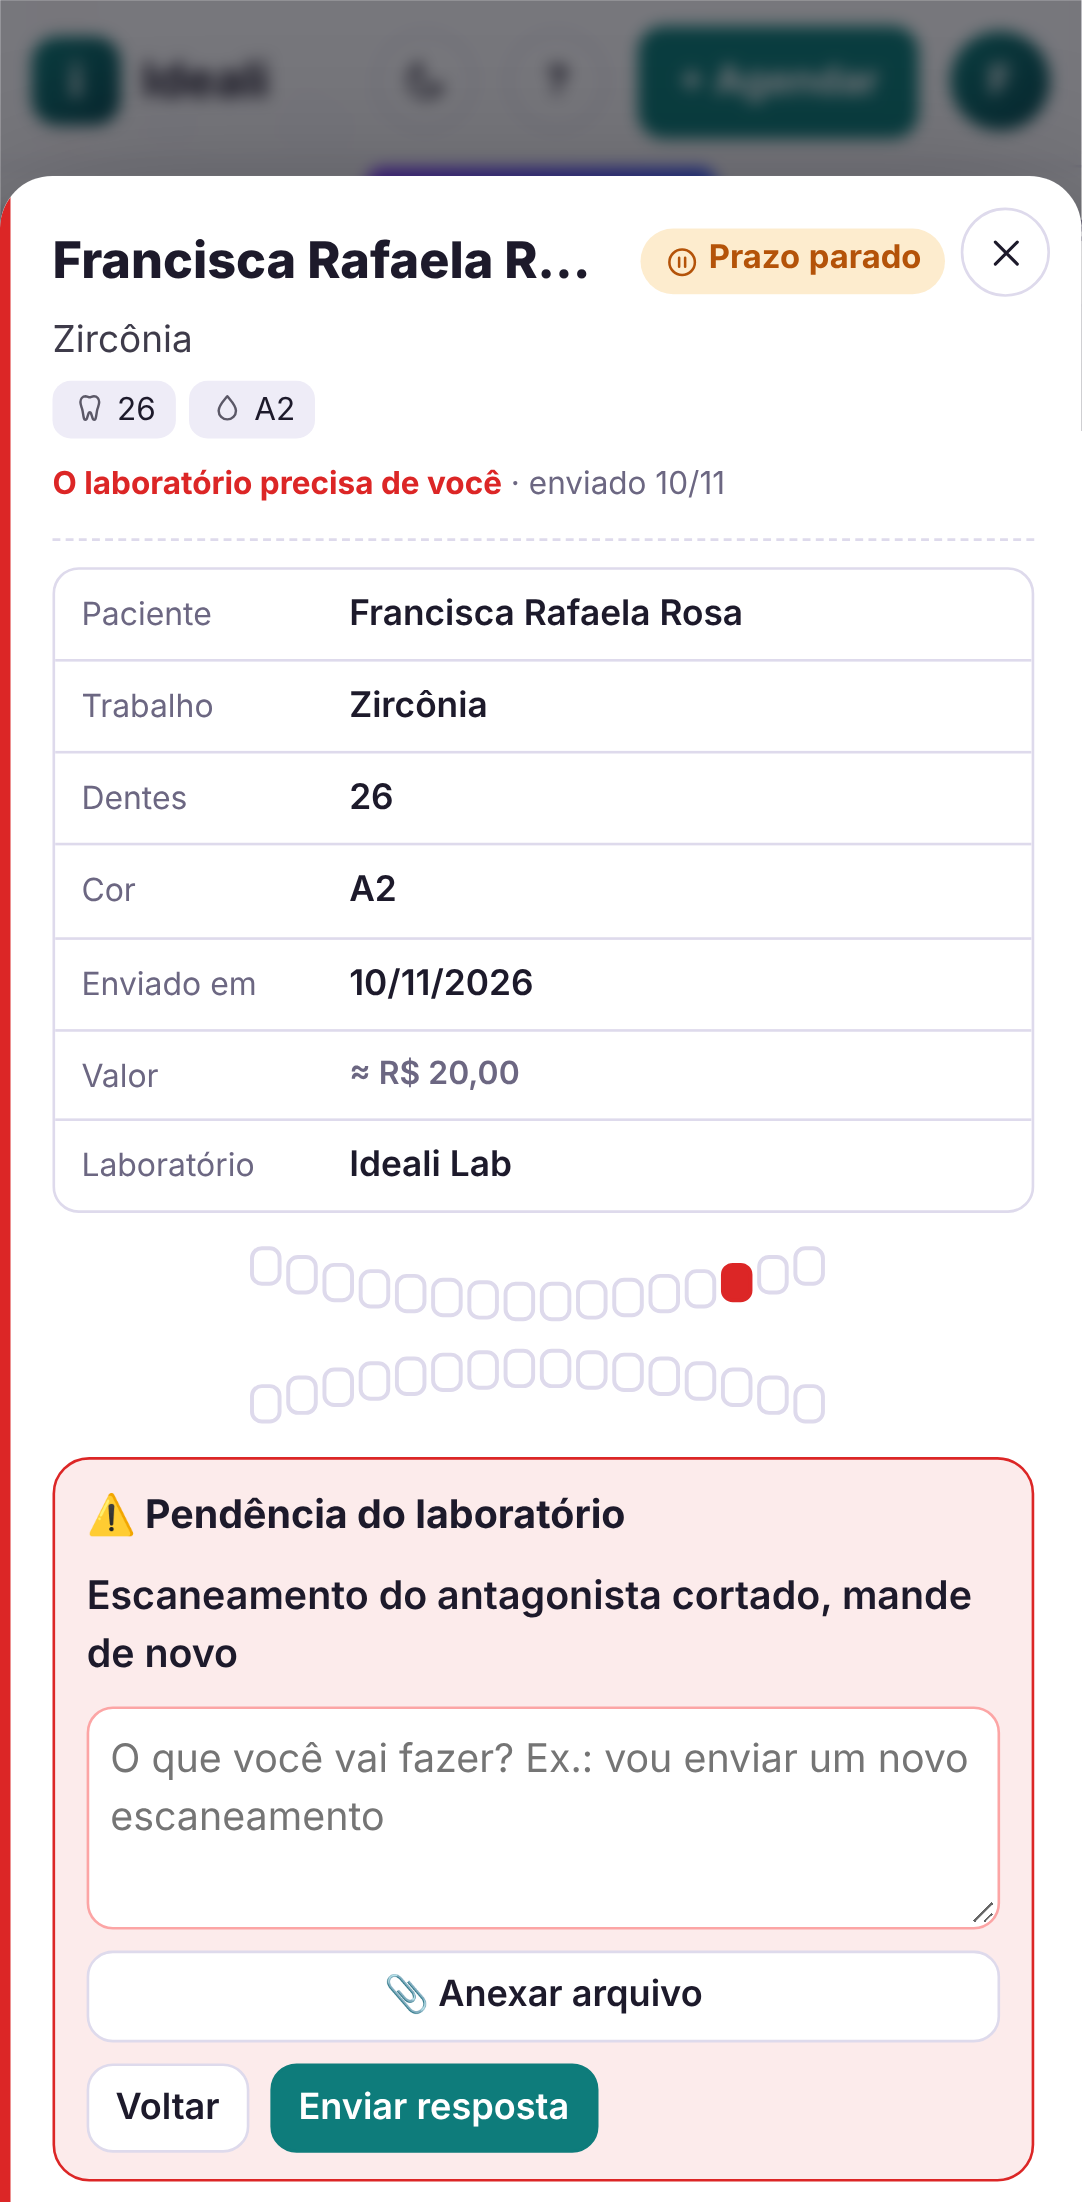 Ideali
+ Agendar
Francisca Rafaela R...
Prazo parado
Zircônia
26
A2
O laboratório precisa de você · enviado 10/11
Paciente Francisca Rafaela Rosa
Trabalho Zircônia
Dentes 26
Cor A2
Enviado em 10/11/2026
Valor ≈ R$ 20,00
Laboratório Ideali Lab
⚠️ Pendência do laboratório
Escaneamento do antagonista cortado, mande
de novo
O que você vai fazer? Ex.: vou enviar um novo
escaneamento
📎 Anexar arquivo
Voltar
Enviar resposta